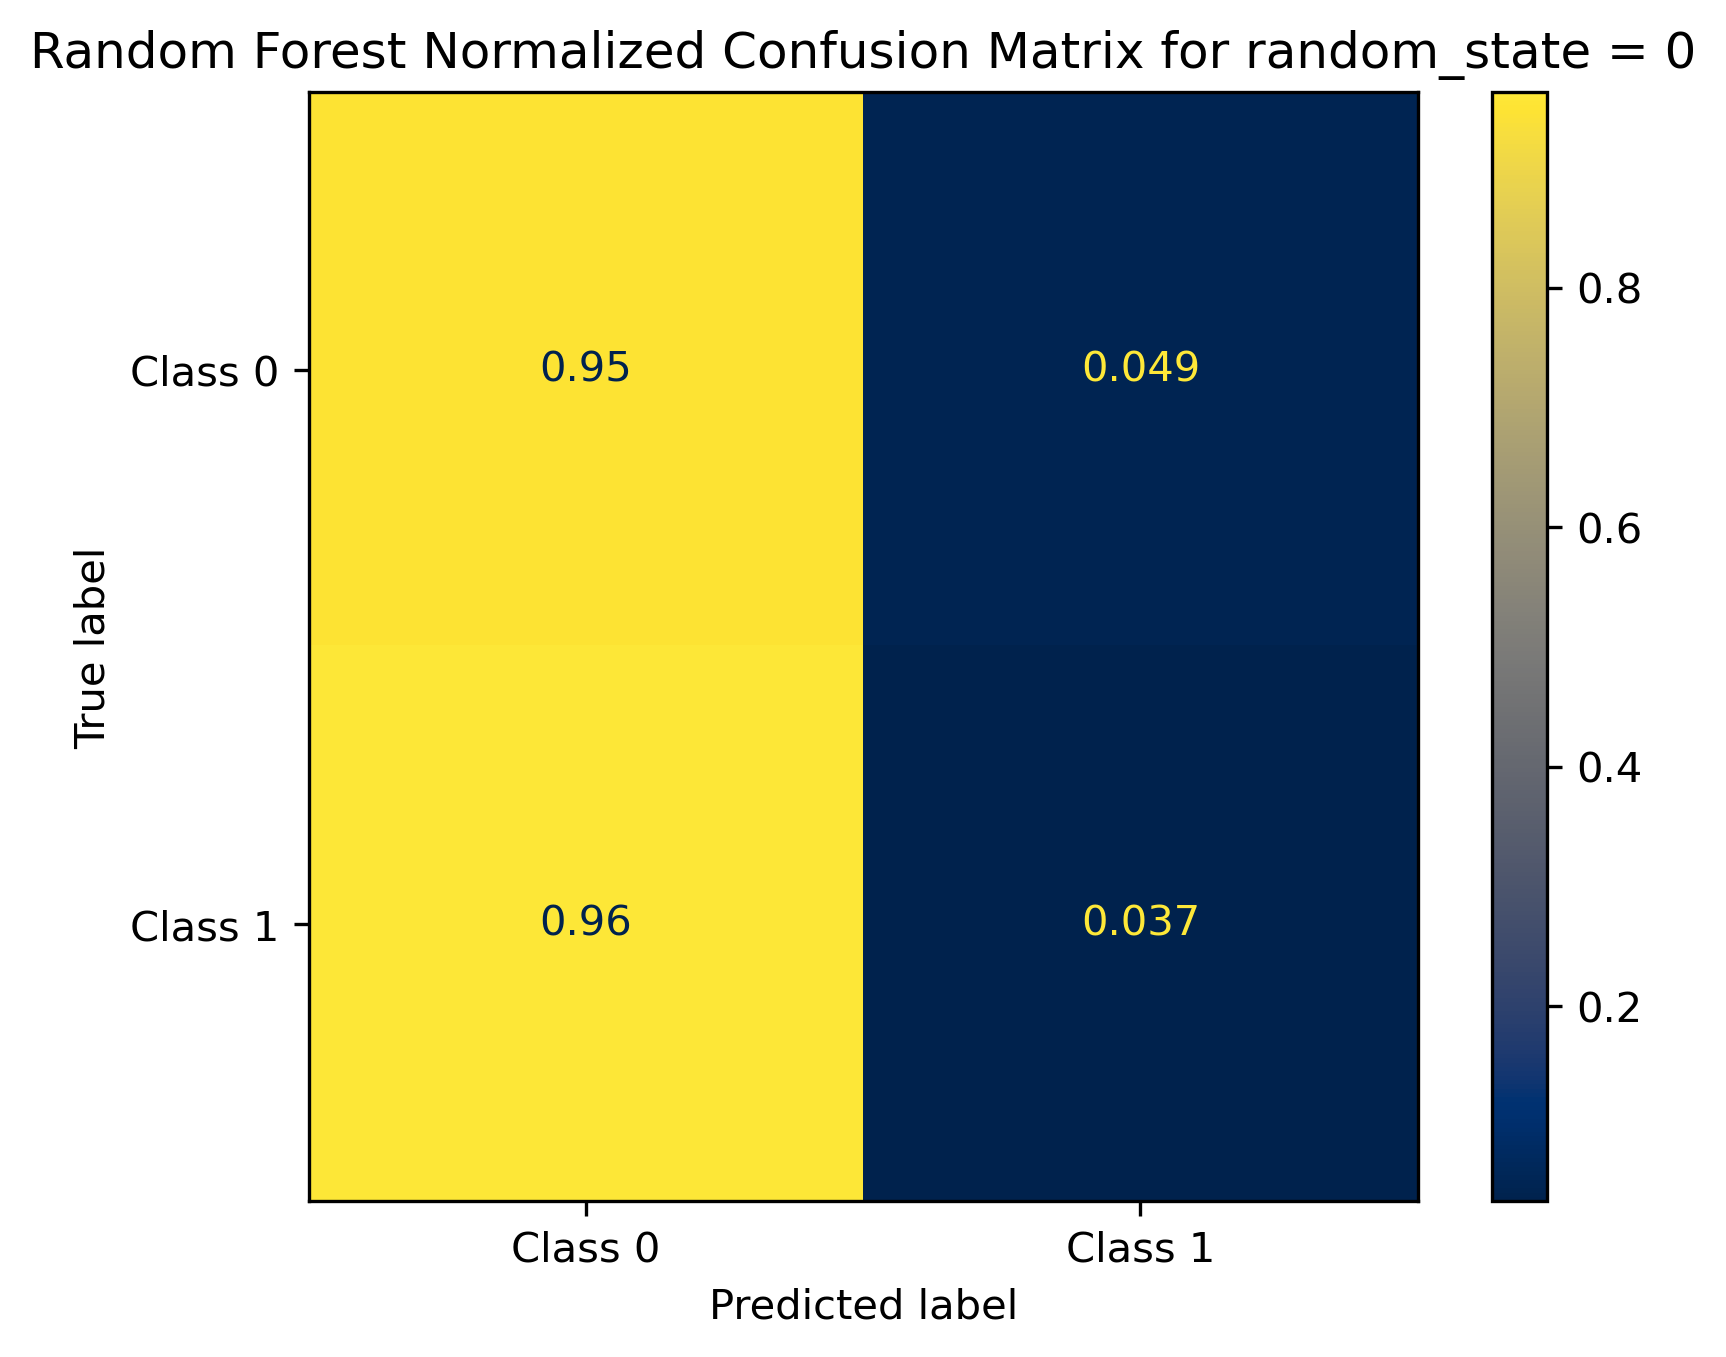 Random Forest Normalized Confusion Matrix for random_state = 0
True label
Class 0
Class 1
0.95
0.049
0.96
0.037
Class 0
Class 1
Predicted label
0.8
0.6
0.4
0.2